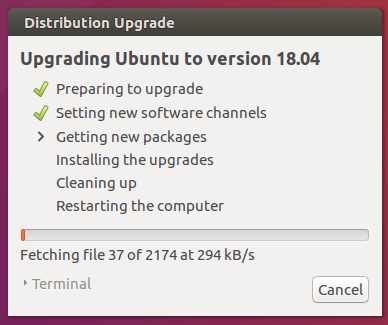 Distribution Upgrade
Upgrading Ubuntu to version 18.04
Preparing to upgrade
Setting new software channels
Getting new packages
Installing the upgrades
Cleaning up
Restarting the computer
Fetching file 37 of 2174 at 294 kB/s
Terminal
Cancel